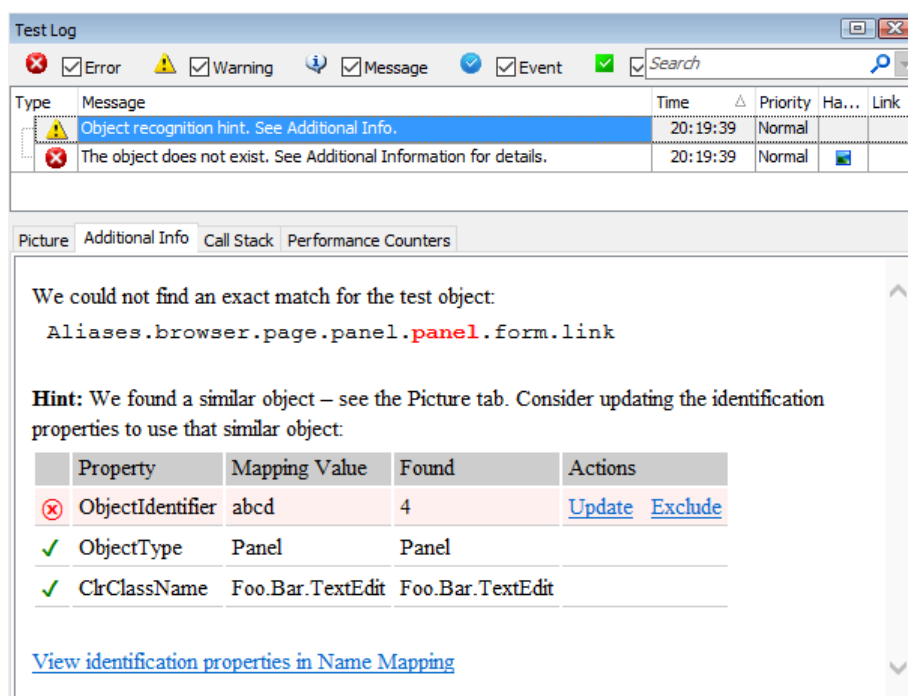 Test Log
Error Warning Message Event Search
Type Message Time Priority Ha... Link
Object recognition hint. See Additional Info. 20:19:39 Normal
The object does not exist. See Additional Information for details. 20:19:39 Normal
Picture Additional Info Call Stack Performance Counters
We could not find an exact match for the test object:
Aliases.browser.page.panel.panel.form.link
Hint: We found a similar object – see the Picture tab. Consider updating the identification
properties to use that similar object:
Property Mapping Value Found Actions
ObjectIdentifier abcd 4 Update Exclude
ObjectType Panel Panel
ClrClassName Foo.Bar.TextEdit Foo.Bar.TextEdit
View identification properties in Name Mapping